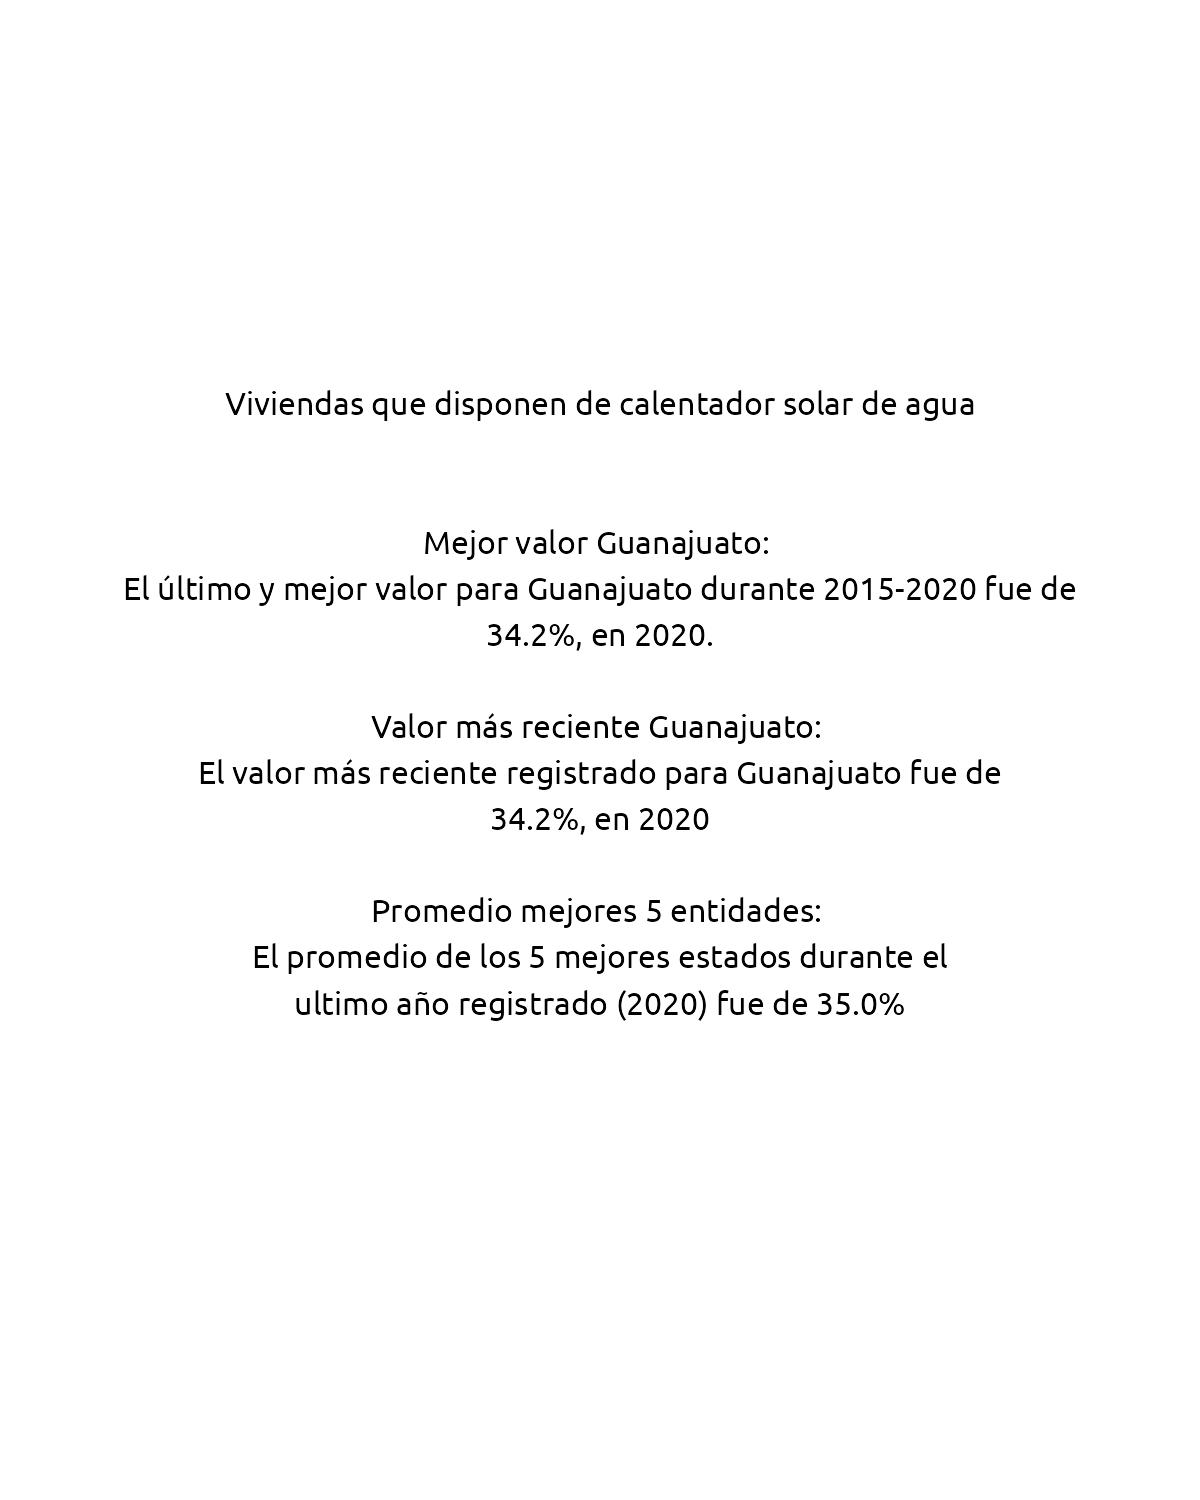 Viviendas que disponen de calentador solar de agua
Mejor valor Guanajuato:
El último y mejor valor para Guanajuato durante 2015-2020 fue de
34.2%, en 2020.
Valor más reciente Guanajuato:
El valor más reciente registrado para Guanajuato fue de
34.2%, en 2020
Promedio mejores 5 entidades:
El promedio de los 5 mejores estados durante el
ultimo año registrado (2020) fue de 35.0%